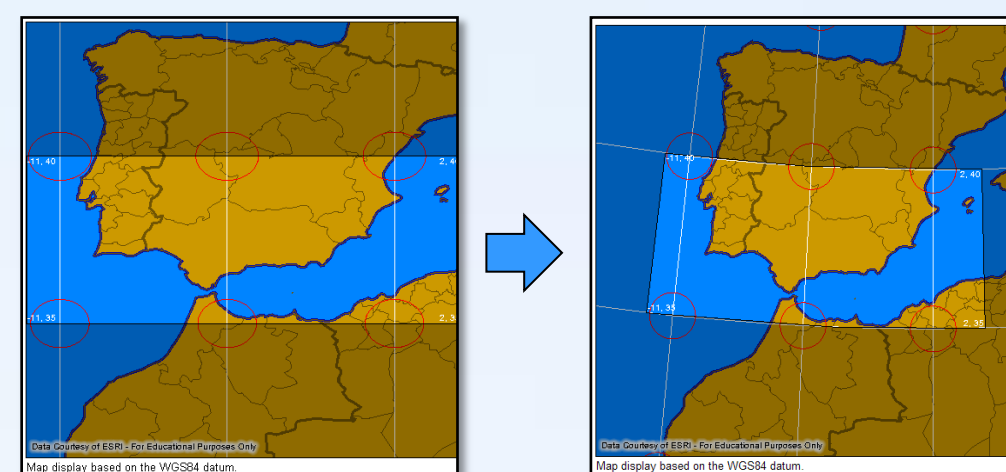 -11, 40
2, 4
-11, 35
2, 3
Data Courtesy of ESRI - For Educational Purposes Only
Map display based on the WGS84 datum.
-11, 40
2, 40
-11, 35
2, 35
Data Courtesy of ESRI - For Educational Purposes Only
Map display based on the WGS84 datum.